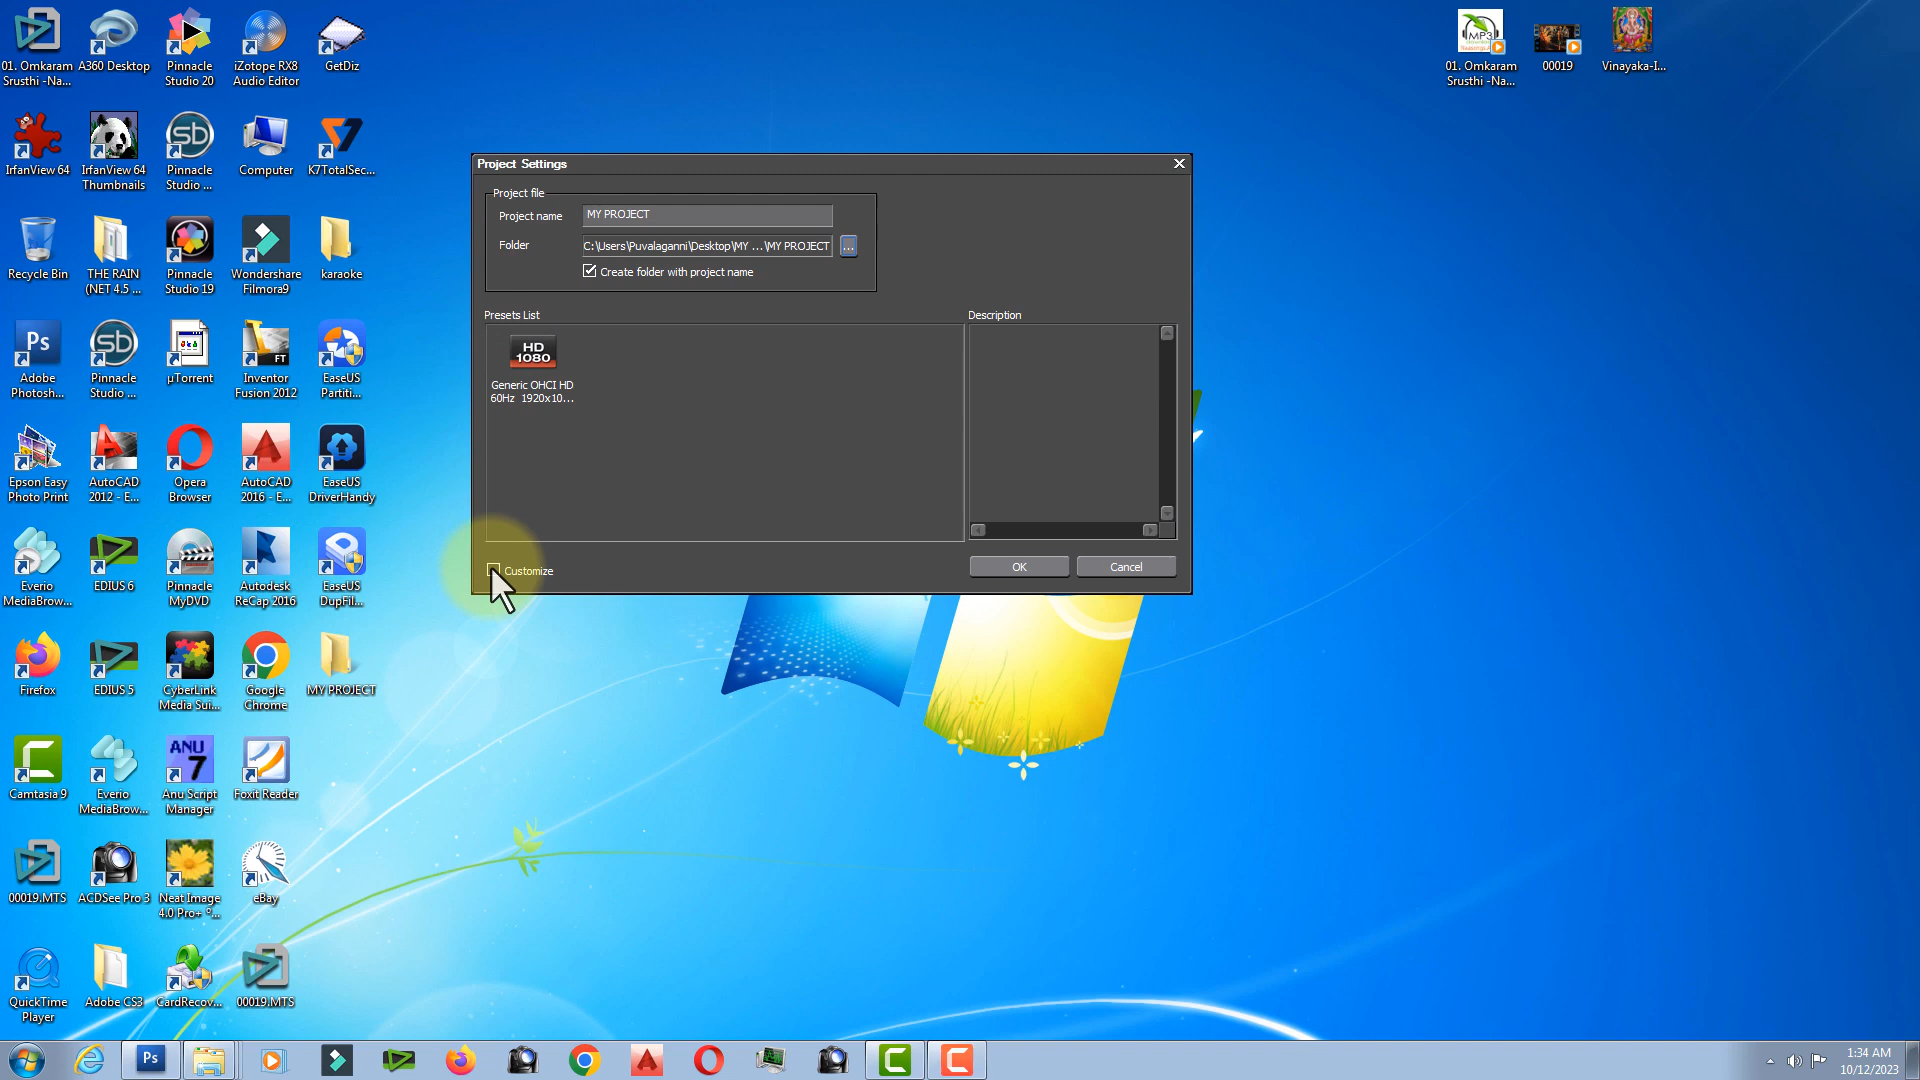 01. Omkaram
Srusthi -Na...
A360 Desktop
Pinnacle
Studio 20
iZotope RX8
Audio Editor
GetDiz
MP3
01. Omkaram
Srusthi -Na...
00019
Vinayaka-I...
IrfanView 64
IrfanView 64
Thumbnails
sb
Pinnacle
Studio ...
Computer
K7TotalSec...
Recycle Bin
THE RAIN
(NET 4.5 ...
Pinnacle
Studio 19
Wondershare
Filmora9
karaoke
Ps
Adobe
Photosh...
sb
Pinnacle
Studio ...
µTorrent
FT
Inventor
Fusion 2012
EaseUS
Partiti...
Epson Easy
Photo Print
AutoCAD
2012 - E...
Opera
Browser
AutoCAD
2016 - E...
EaseUS
DriverHandy
Everio
MediaBrow...
EDIUS 6
Pinnacle
MyDVD
Autodesk
ReCap 2016
EaseUS
DupFil...
Firefox
EDIUS 5
CyberLink
Media Sui...
Google
Chrome
MY PROJECT
Camtasia 9
Everio
MediaBrow...
ANU
7
Anu Script
Manager
Foxit Reader
00019.MTS
ACDSee Pro 3
Neat Image
4.0 Pro+ °...
eBay
QuickTime
Player
Adobe CS3
CardRecov...
00019.MTS
Project Settings
Project file
Project name
MY PROJECT
Folder
C:\Users\Puvalaganni\Desktop\MY ...\MY PROJECT
...
Create folder with project name
Presets List
Description
HD
1080
Generic OHCI HD
60Hz 1920x10...
Customize
OK
Cancel
Ps
1:34 AM
10/12/2023